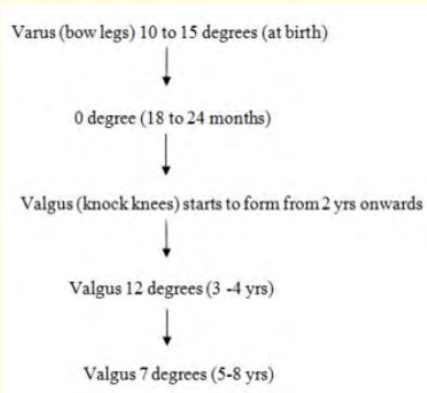 Varus (bow legs) 10 to 15 degrees (at birth)
0 degree (18 to 24 months)
Valgus (knock knees) starts to form from 2 yrs onwards
Valgus 12 degrees (3 -4 yrs)
Valgus 7 degrees (5-8 yrs)